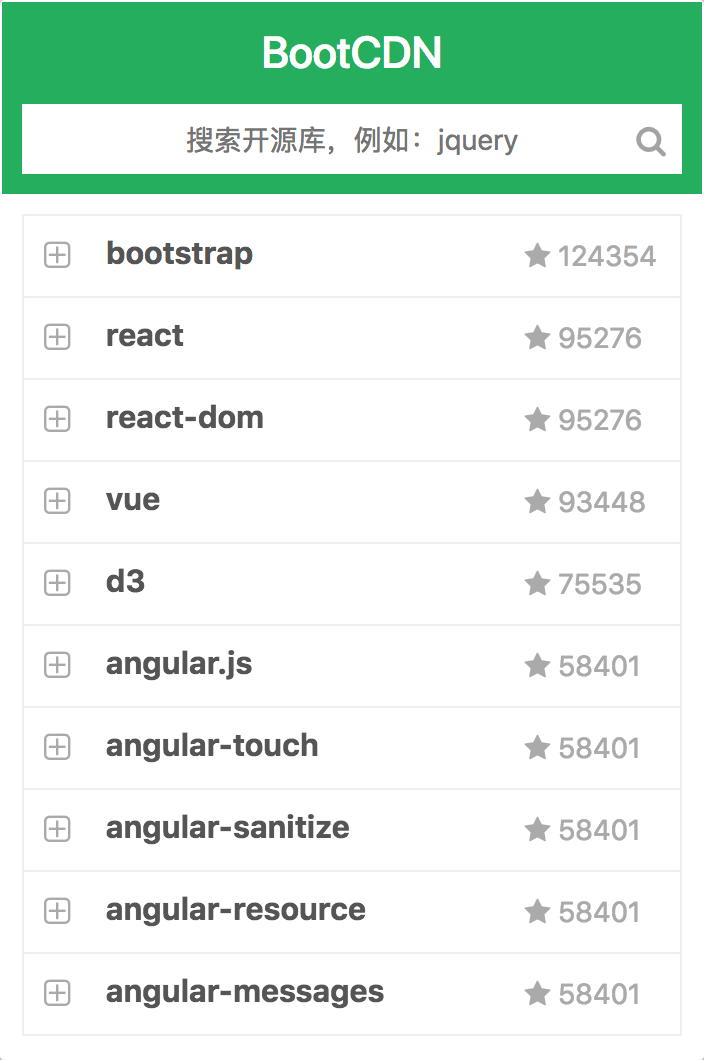 BootCDN
搜索开源库，例如：jquery
bootstrap 124354
react 95276
react-dom 95276
vue 93448
d3 75535
angular.js 58401
angular-touch 58401
angular-sanitize 58401
angular-resource 58401
angular-messages 58401